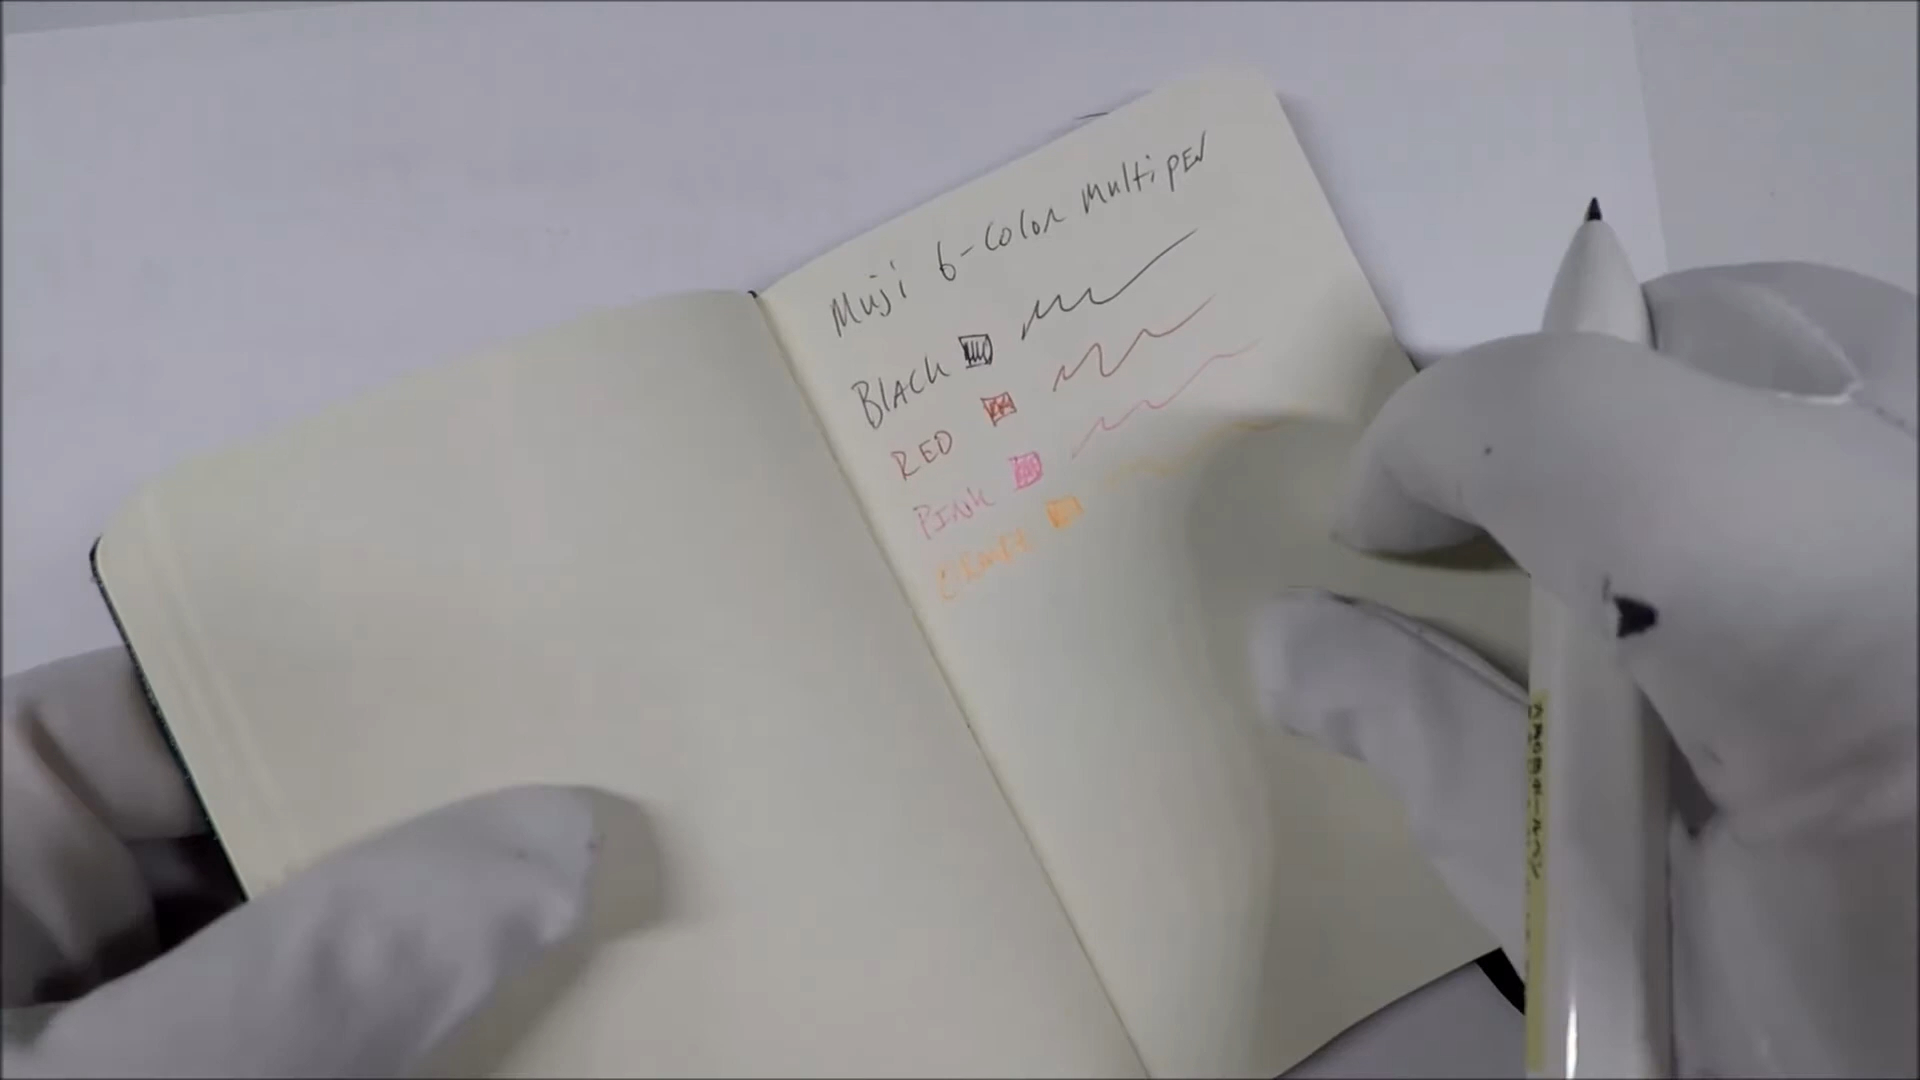 Muji 6-Color Multi pen
Black
RED
PINK
ORANGE